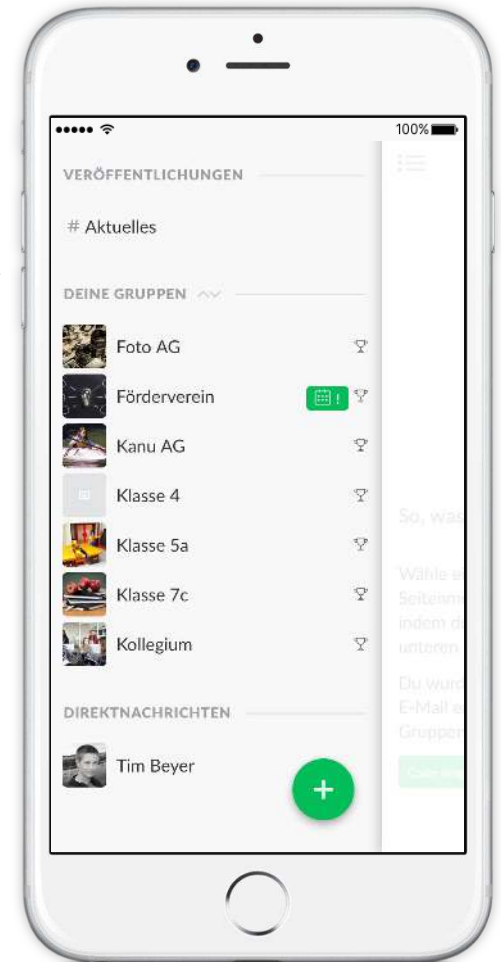 100%
VERÖFFENTLICHUNGEN
# Aktuelles
DEINE GRUPPEN
Foto AG
Förderverein
!
Kanu AG
Klasse 4
Klasse 5a
Klasse 7c
Kollegium
DIREKTNACHRICHTEN
Tim Beyer
+
So, was
Wähle
Seitenme
indem d
unteren
Du wurd
E-Mail e
Gruppen